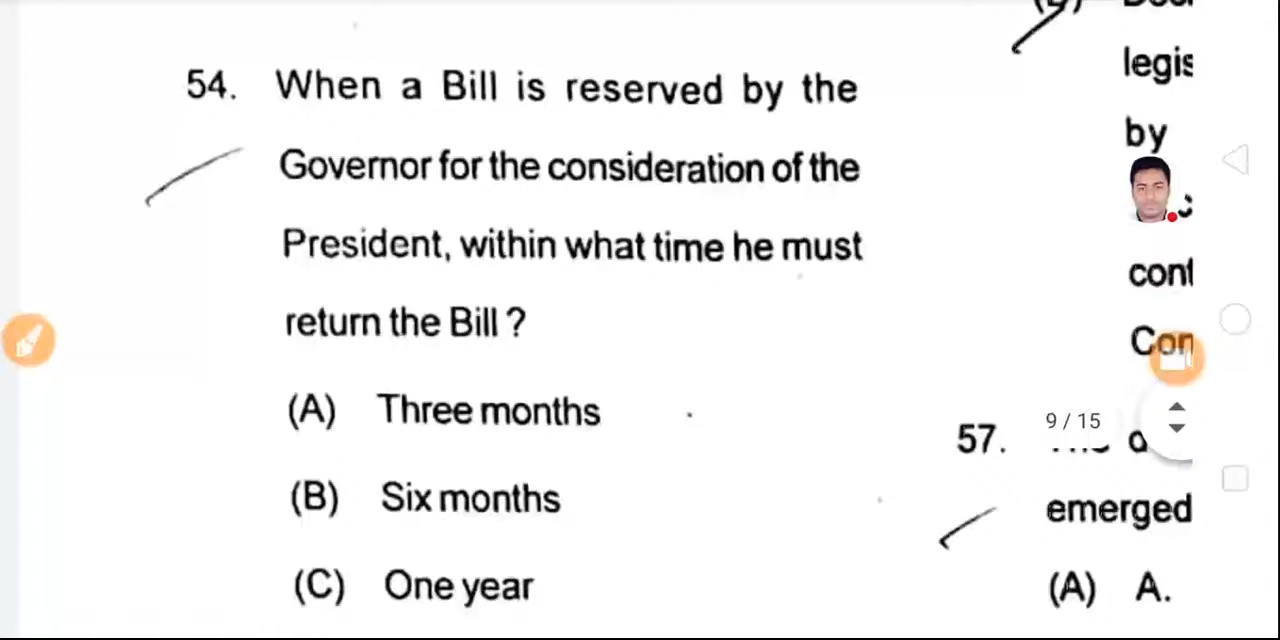 54. When a Bill is reserved by the
Governor for the consideration of the
President, within what time he must
return the Bill ?
(A) Three months
(B) Six months
(C) One year
legis
by
cont
Con
9 / 15
57.
emerged
(A) A.